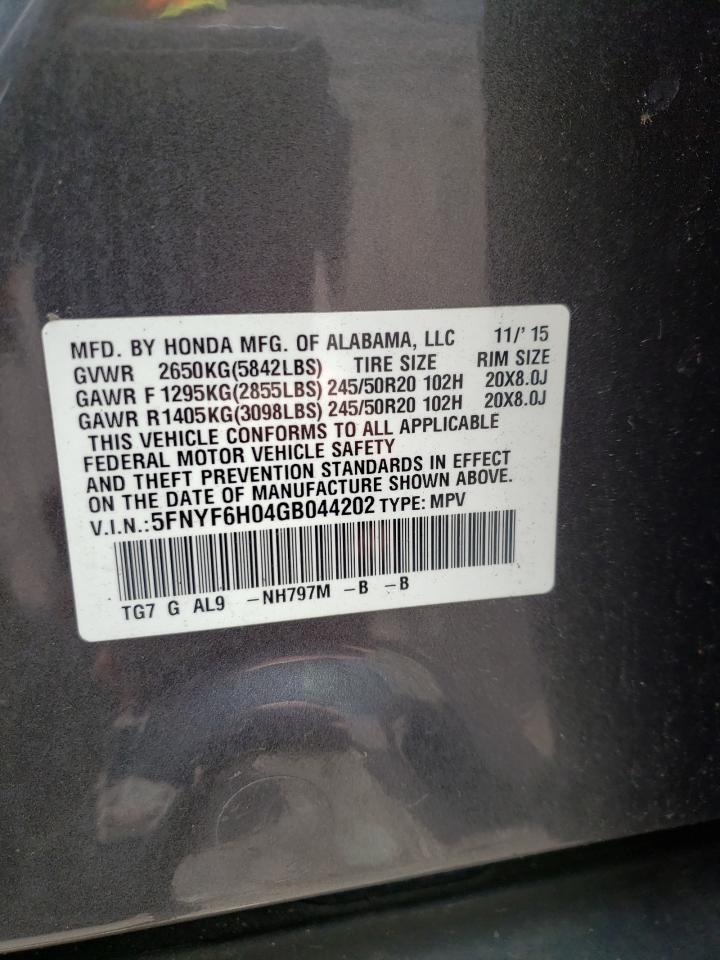 MFD. BY HONDA MFG. OF ALABAMA, LLC 11/' 15
GVWR 2650KG(5842LBS) TIRE SIZE RIM SIZE
GAWR F 1295KG(2855LBS) 245/50R20 102H 20X8.0J
GAWR R1405KG(3098LBS) 245/50R20 102H 20X8.0J
THIS VEHICLE CONFORMS TO ALL APPLICABLE
FEDERAL MOTOR VEHICLE SAFETY
AND THEFT PREVENTION STANDARDS IN EFFECT
ON THE DATE OF MANUFACTURE SHOWN ABOVE.
V.I.N.:5FNYF6H04GB044202 TYPE: MPV
TG7 G AL9 -NH797M -B -B